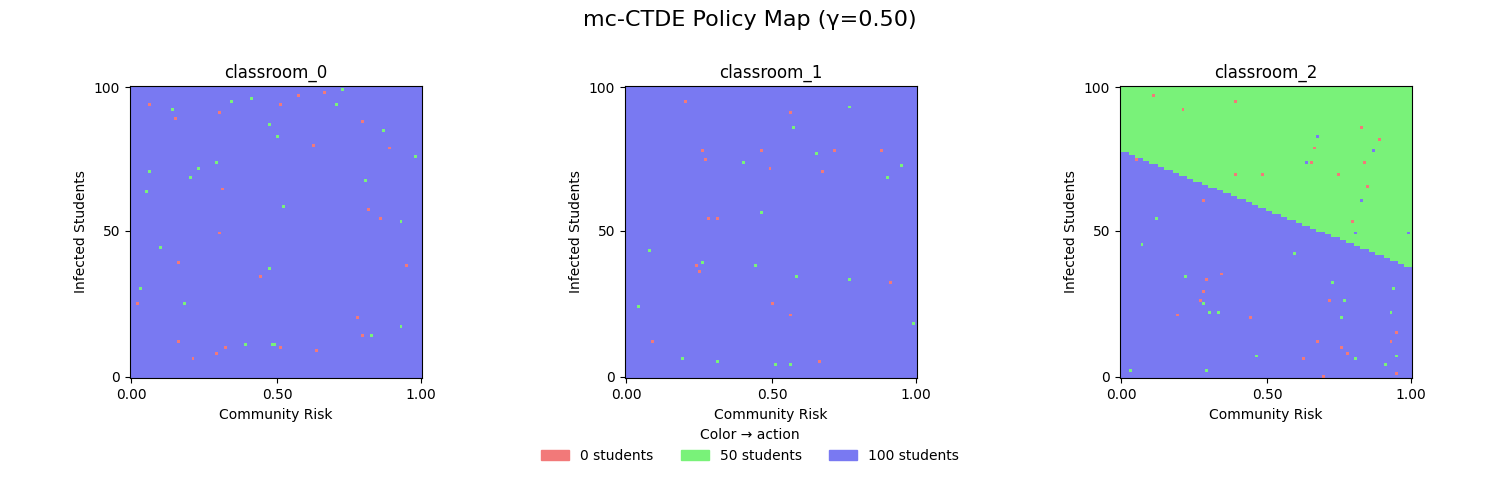 mc-CTDE Policy Map (γ=0.50)
classroom_0
classroom_1
classroom_2
100
50
0
Infected Students
0.00
0.50
1.00
Community Risk
100
50
0
Infected Students
0.00
0.50
1.00
Community Risk
100
50
0
Infected Students
0.00
0.50
1.00
Community Risk
Color → action
0 students
50 students
100 students